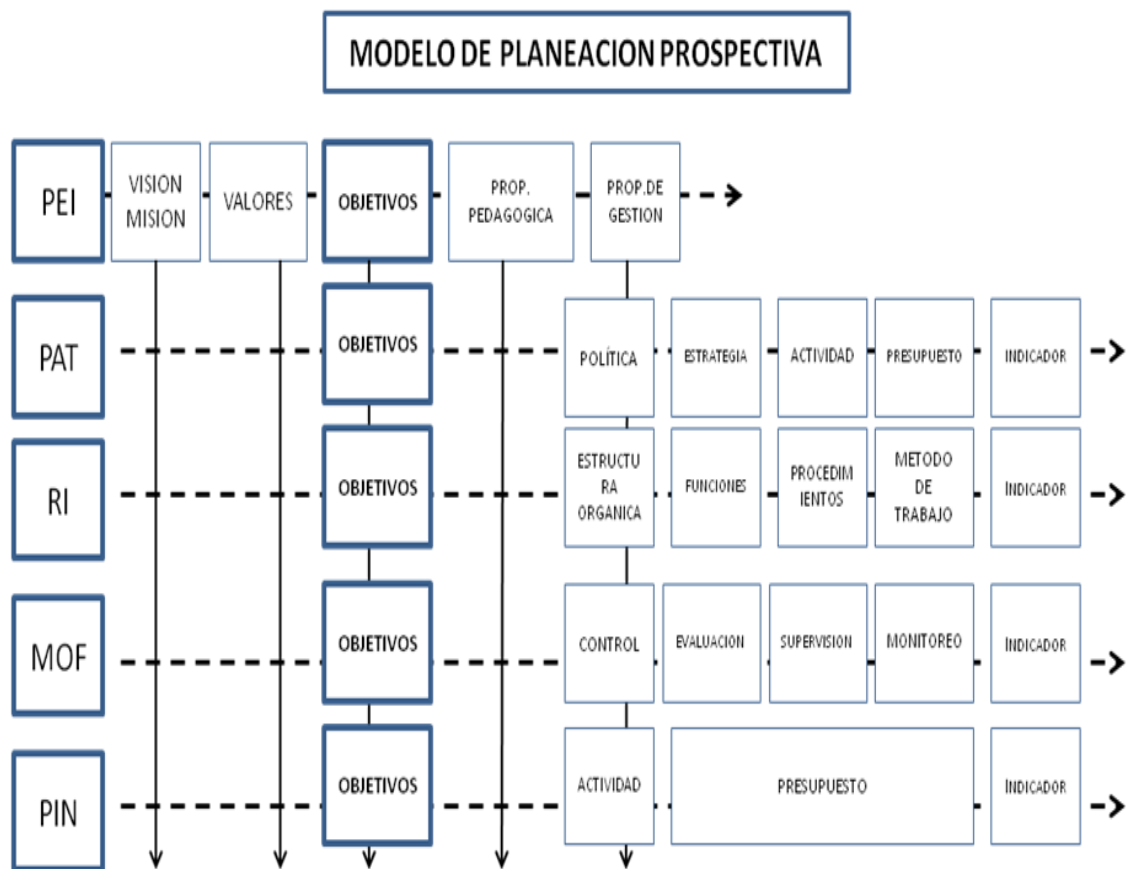 MODELO DE PLANEACION PROSPECTIVA
PEI
VISION
MISION
VALORES
OBJETIVOS
PROP.
PEDAGOGICA
PROP.DE
GESTION
PAT
OBJETIVOS
POLÍTICA
ESTRATEGIA
ACTIVIDAD
PRESUPUESTO
INDICADOR
RI
OBJETIVOS
ESTRUCTU
RA
ORGANICA
FUNCIONES
PROCEDIM
IENTOS
METODO
DE
TRABAJO
INDICADOR
MOF
OBJETIVOS
CONTROL
EVALUACION
SUPERVISION
MONITOREO
INDICADOR
PIN
OBJETIVOS
ACTIVIDAD
PRESUPUESTO
INDICADOR